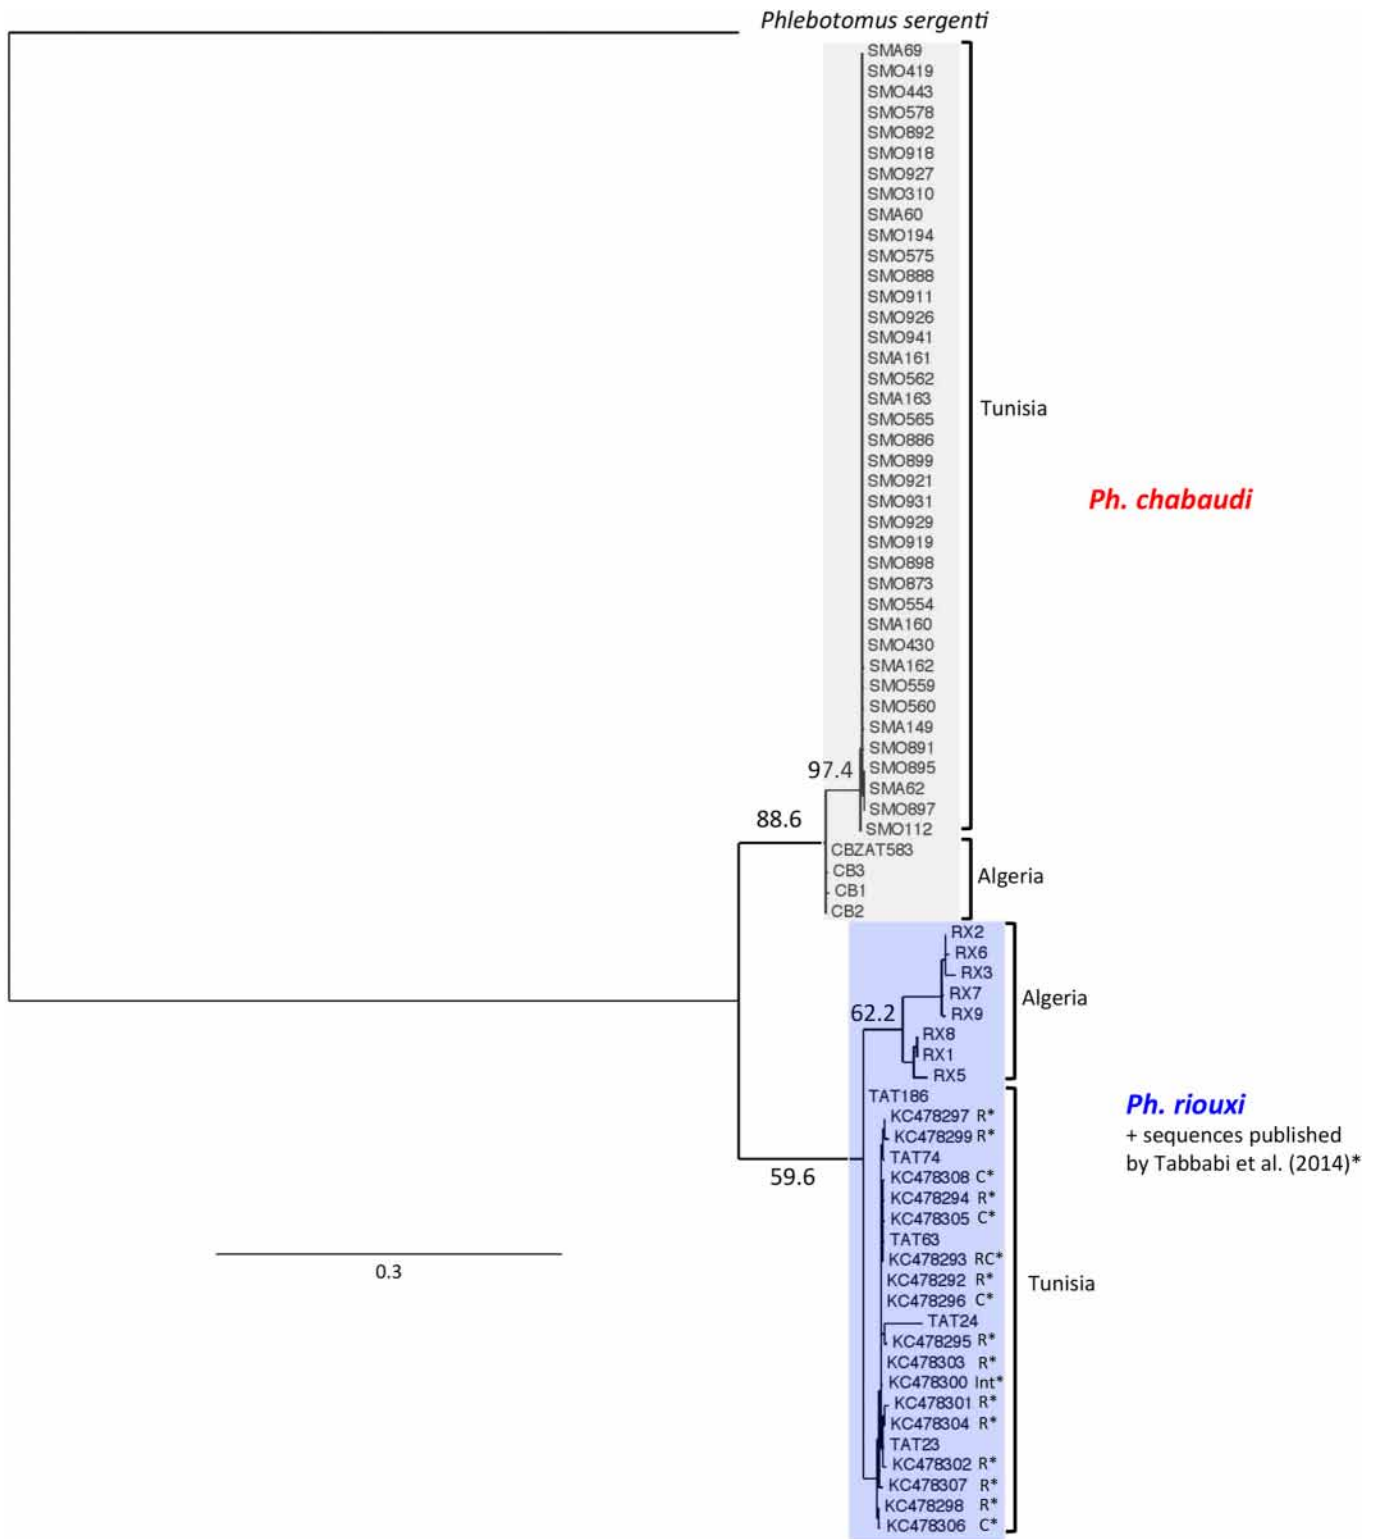 Phlebotomus sergenti
SMA69
SMO419
SMO443
SMO578
SMO892
SMO918
SMO927
SMO310
SMA60
SMO194
SMO575
SMO888
SMO911
SMO926
SMO941
SMA161
SMO562
SMA163
SMO565
SMO886
SMO899
SMO921
SMO931
SMO929
SMO919
SMO898
SMO873
SMO554
SMA160
SMO430
SMA162
SMO559
SMO560
SMA149
SMO891
SMO895
SMA62
SMO897
SMO112
Tunisia
Ph. chabaudi
97.4
88.6
CBZAT583
CB3
CB1
CB2
Algeria
RX2
RX6
RX3
RX7
RX9
RX8
RX1
RX5
Algeria
62.2
59.6
TAT186
KC478297 R*
KC478299 R*
TAT74
KC478308 C*
KC478294 R*
KC478305 C*
TAT63
KC478293 RC*
KC478292 R*
KC478296 C*
TAT24
KC478295 R*
KC478303 R*
KC478300 Int*
KC478301 R*
KC478304 R*
TAT23
KC478302 R*
KC478307 R*
KC478298 R*
KC478306 C*
Tunisia
Ph. riouxi
+ sequences published
by Tabbabi et al. (2014)*
0.3